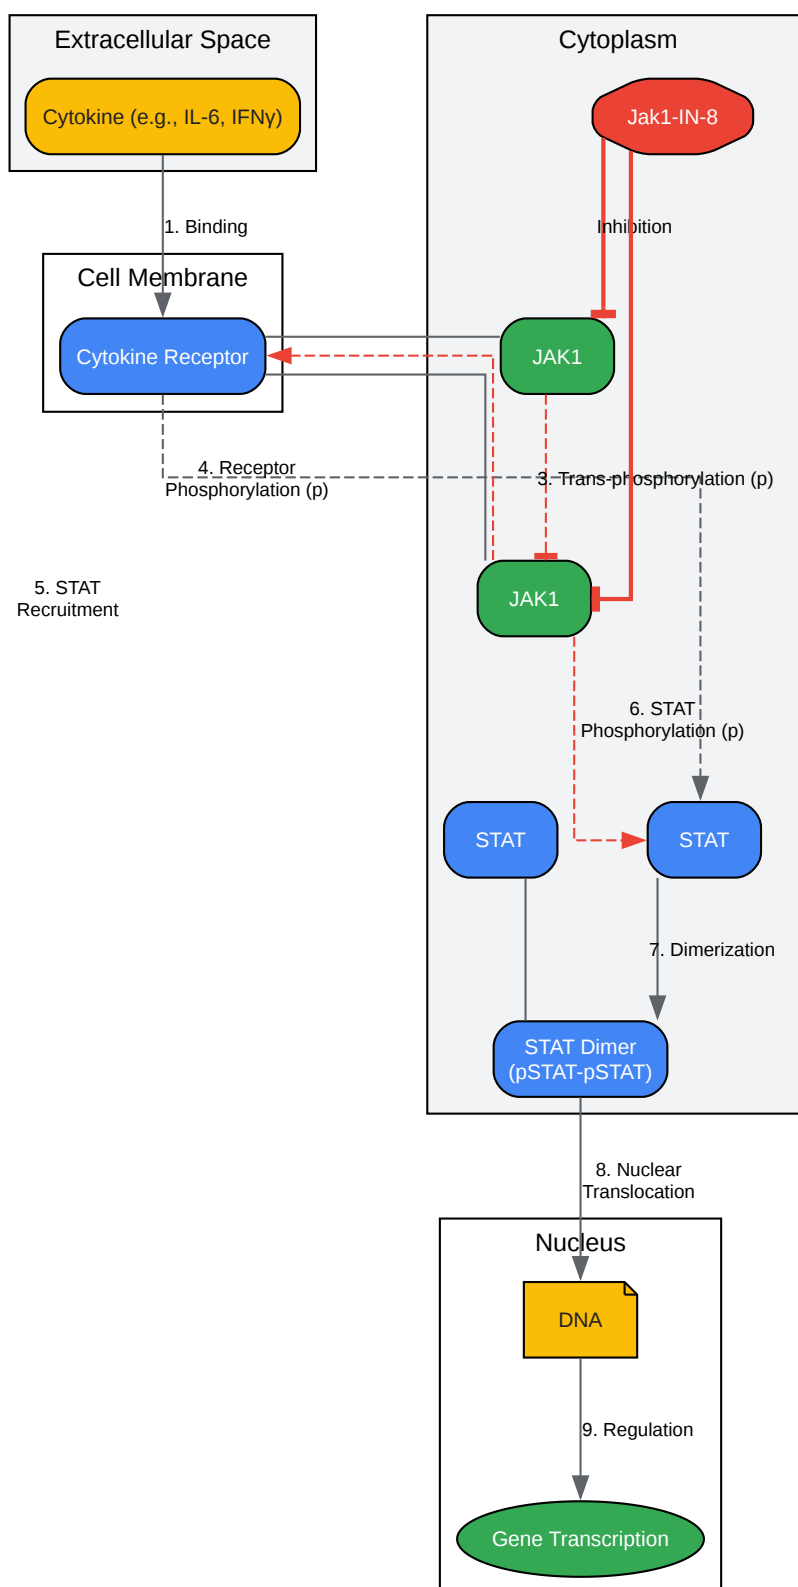 Extracellular Space
Cytoplasm
Cytokine (e.g., IL-6, IFNγ)
Jak1-IN-8
1. Binding
Inhibition
Cell Membrane
Cytokine Receptor
JAK1
4. Receptor
Phosphorylation (p)
3. Trans-phosphorylation (p)
5. STAT
Recruitment
JAK1
6. STAT
Phosphorylation (p)
STAT
STAT
7. Dimerization
STAT Dimer
(pSTAT-pSTAT)
8. Nuclear
Translocation
Nucleus
DNA
9. Regulation
Gene Transcription